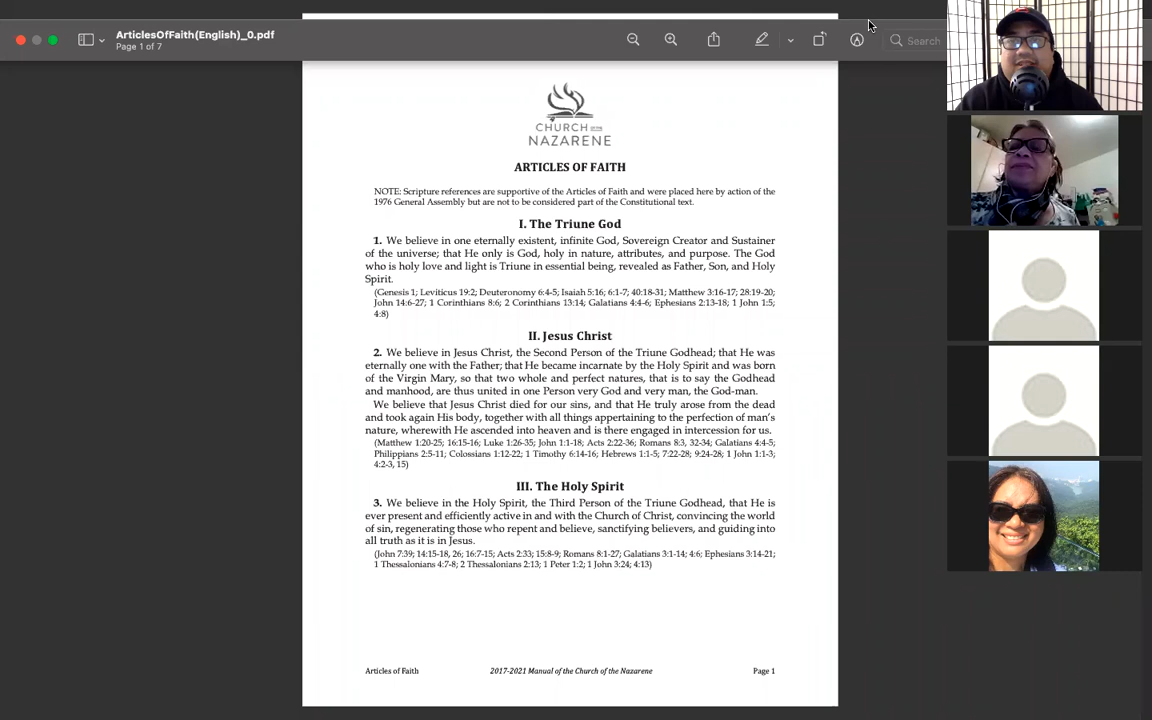 ArticlesOfFaith(English)_0.pdf
Page 1 of 7
Search
CHURCH OF THE
NAZARENE
ARTICLES OF FAITH
NOTE: Scripture references are supportive of the Articles of Faith and were placed here by action of the
1976 General Assembly but are not to be considered part of the Constitutional text.
I. The Triune God
1. We believe in one eternally existent, infinite God, Sovereign Creator and Sustainer
of the universe; that He only is God, holy in nature, attributes, and purpose. The God
who is holy love and light is Triune in essential being, revealed as Father, Son, and Holy
Spirit.
(Genesis 1; Leviticus 19:2; Deuteronomy 6:4-5; Isaiah 5:16; 6:1-7; 40:18-31; Matthew 3:16-17; 28:19-20;
John 14:6-27; 1 Corinthians 8:6; 2 Corinthians 13:14; Galatians 4:4-6; Ephesians 2:13-18; 1 John 1:5;
4:8)
II. Jesus Christ
2. We believe in Jesus Christ, the Second Person of the Triune Godhead; that He was
eternally one with the Father; that He became incarnate by the Holy Spirit and was born
of the Virgin Mary, so that two whole and perfect natures, that is to say the Godhead
and manhood, are thus united in one Person very God and very man, the God-man.
We believe that Jesus Christ died for our sins, and that He truly arose from the dead
and took again His body, together with all things appertaining to the perfection of man's
nature, wherewith He ascended into heaven and is there engaged in intercession for us.
(Matthew 1:20-25; 16:15-16; Luke 1:26-35; John 1:1-18; Acts 2:22-36; Romans 8:3, 32-34; Galatians 4:4-5;
Philippians 2:5-11; Colossians 1:12-22; 1 Timothy 6:14-16; Hebrews 1:1-5; 7:22-28; 9:24-28; 1 John 1:1-3;
4:2-3, 15)
III. The Holy Spirit
3. We believe in the Holy Spirit, the Third Person of the Triune Godhead, that He is
ever present and efficiently active in and with the Church of Christ, convincing the world
of sin, regenerating those who repent and believe, sanctifying believers, and guiding into
all truth as it is in Jesus.
(John 7:39; 14:15-18, 26; 16:7-15; Acts 2:33; 15:8-9; Romans 8:1-27; Galatians 3:1-14; 4:6; Ephesians 3:14-21;
1 Thessalonians 4:7-8; 2 Thessalonians 2:13; 1 Peter 1:2; 1 John 3:24; 4:13)
Articles of Faith
2017-2021 Manual of the Church of the Nazarene
Page 1